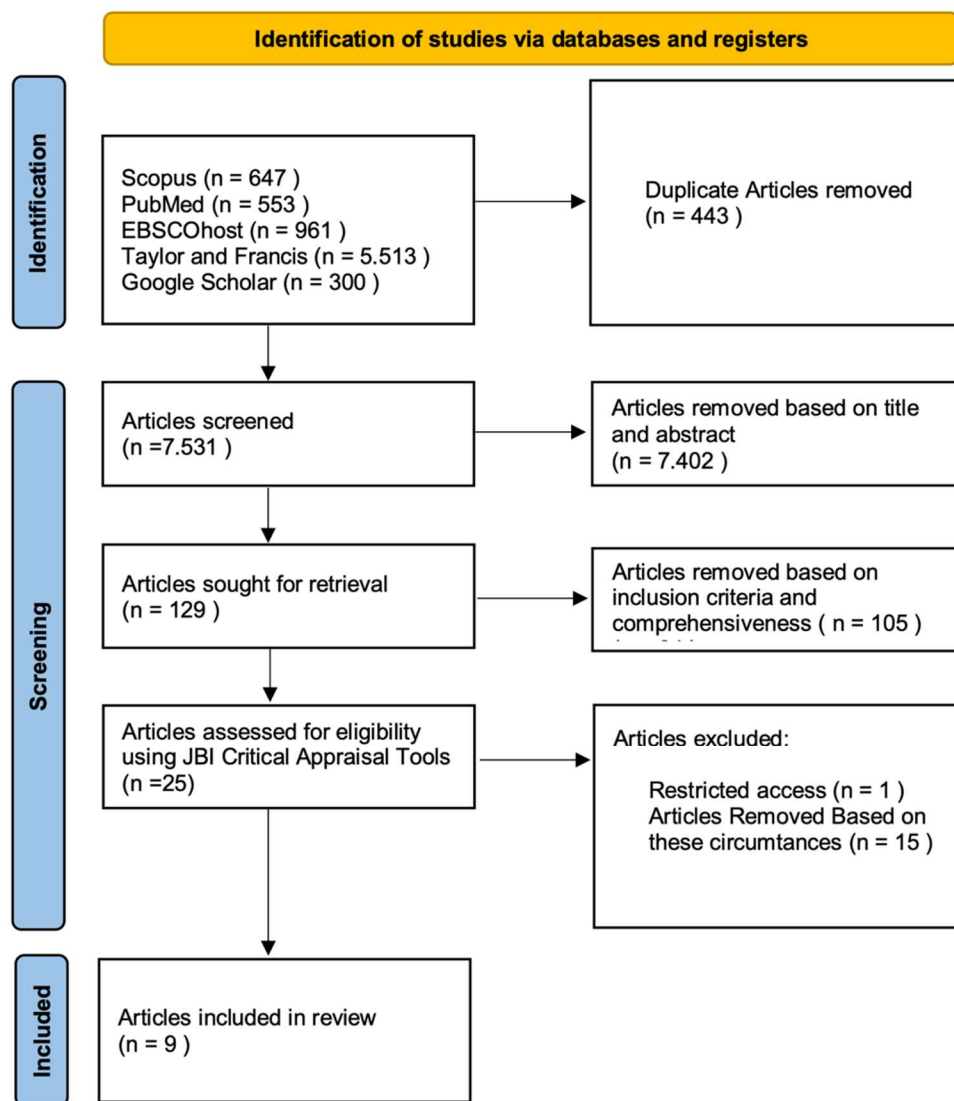 Identification of studies via databases and registers
Identification
Scopus (n = 647 )
PubMed (n = 553 )
EBSCOhost (n = 961 )
Taylor and Francis (n = 5.513 )
Google Scholar (n = 300 )
Duplicate Articles removed
(n = 443 )
Screening
Articles screened
(n =7.531 )
Articles removed based on title
and abstract
(n = 7.402 )
Articles sought for retrieval
(n = 129 )
Articles removed based on
inclusion criteria and
comprehensiveness ( n = 105 )
Articles assessed for eligibility
using JBI Critical Appraisal Tools
(n =25)
Articles excluded:
Restricted access (n = 1 )
Articles Removed Based on
these circumtances (n = 15 )
Included
Articles included in review
(n = 9 )